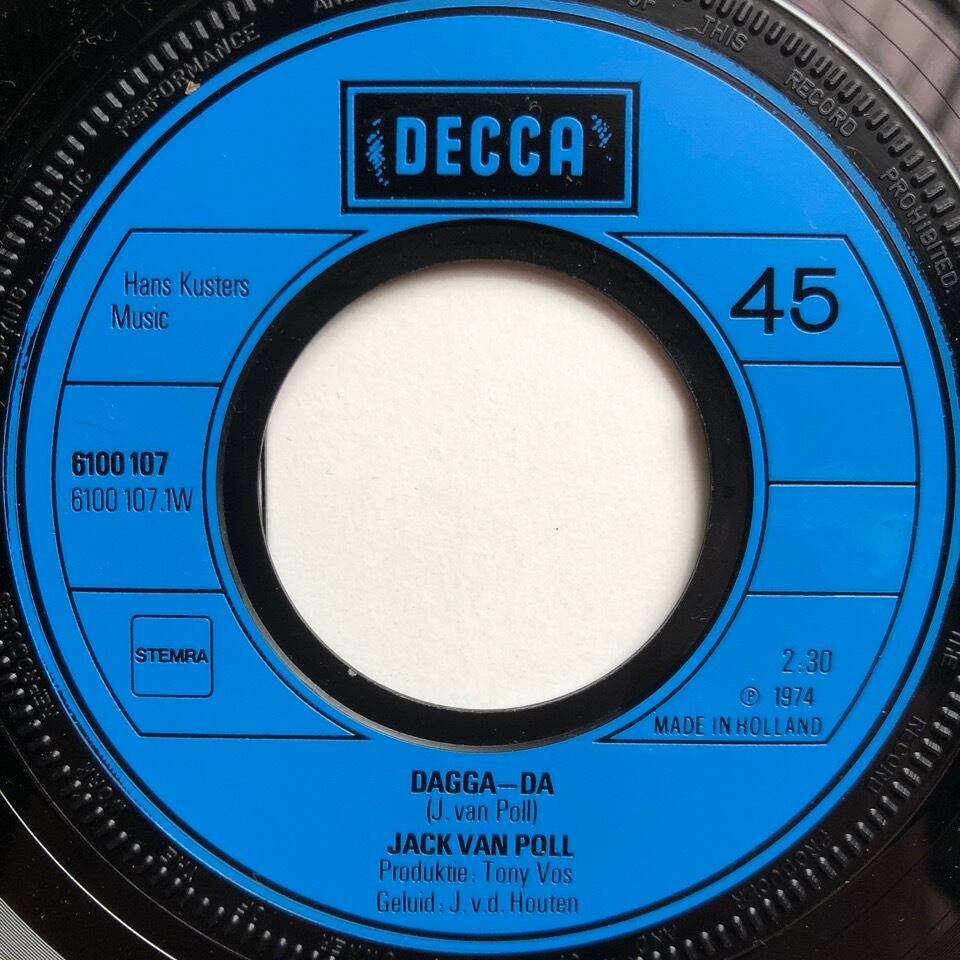 DECCA
Hans Kusters
Music
45
6100 107
6100 107.1W
STEMRA
2:30
℗ 1974
MADE IN HOLLAND
DAGGA–DA
(J. van Poll)
JACK VAN POLL
Produktie: Tony Vos
Geluid: J.v.d. Houten
PUBLIC PERFORMANCE
OF THIS RECORD PROHIBITED.